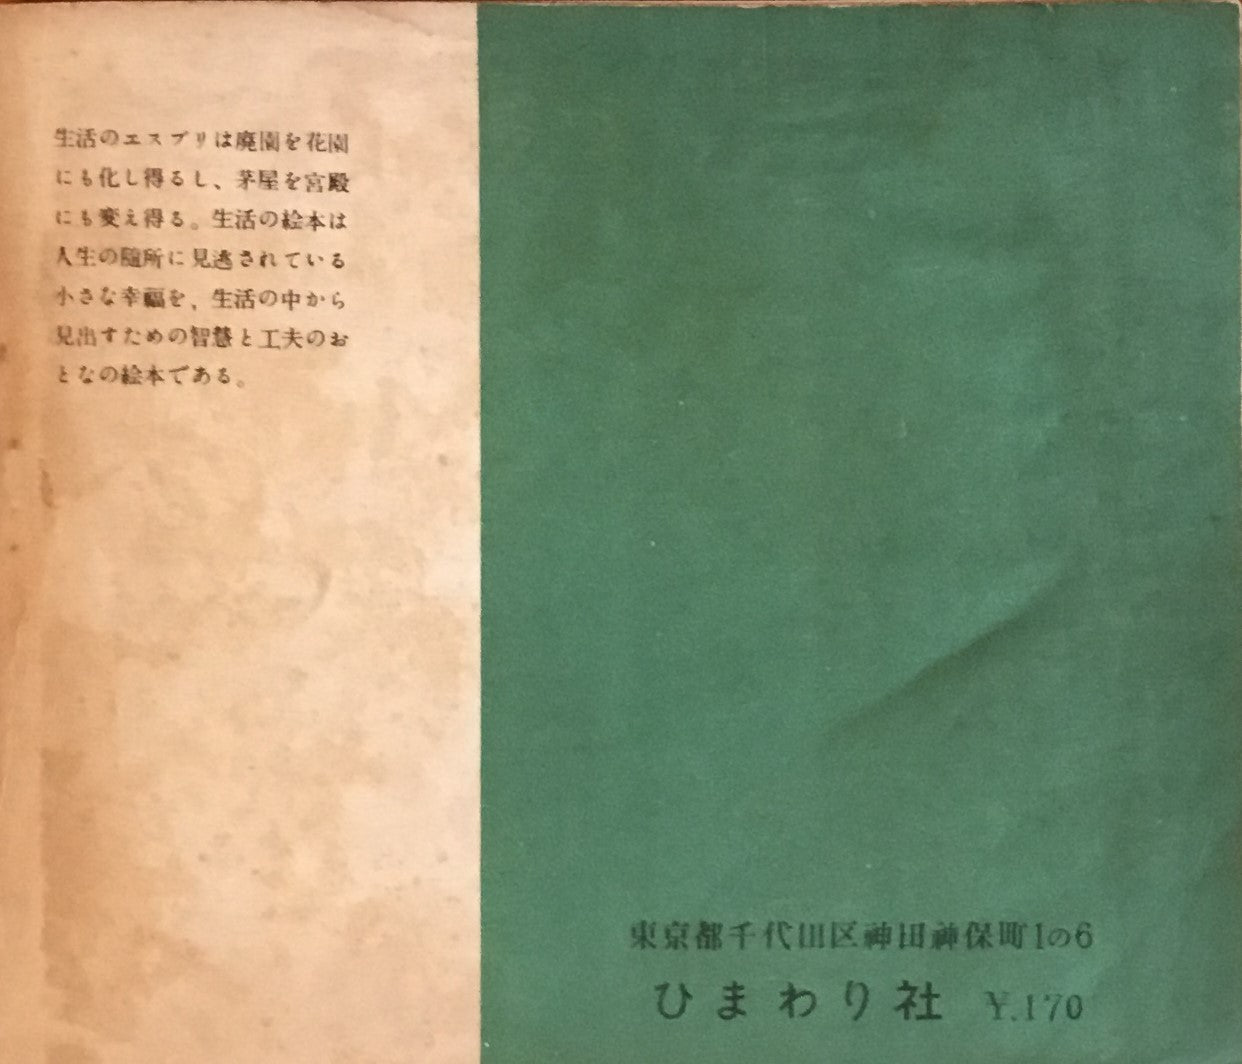 生活のエスプリは廃園を花園
にも化し得るし、茅屋を宮殿
にも変え得る。生活の絵本は
人生の随所に見逃されている
小さな幸福を、生活の中から
見出すための智慧と工夫のお
となの絵本である。
東京都千代田区神田神保町1の6
ひまわり社 ¥.170